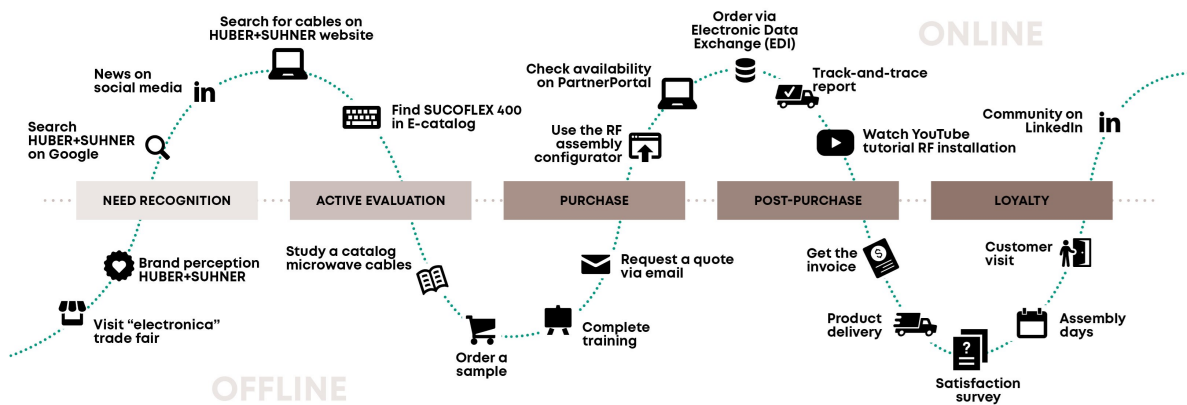 ONLINE
Search for cables on
HUBER+SUHNER website
News on
social media
in
Search
HUBER+SUHNER
on Google
Find SUCOFLEX 400
in E-catalog
Order via
Electronic Data
Exchange (EDI)
Check availability
on PartnerPortal
Use the RF
assembly
configurator
Track-and-trace
report
Watch YouTube
tutorial RF installation
Community on
LinkedIn
in
NEED RECOGNITION
ACTIVE EVALUATION
PURCHASE
POST-PURCHASE
LOYALTY
Brand perception
HUBER+SUHNER
Visit “electronica”
trade fair
Study a catalog
microwave cables
Order a
sample
Complete
training
Request a quote
via email
Get the
invoice
$
Product
delivery
?
Satisfaction
survey
Assembly
days
Customer
visit
OFFLINE